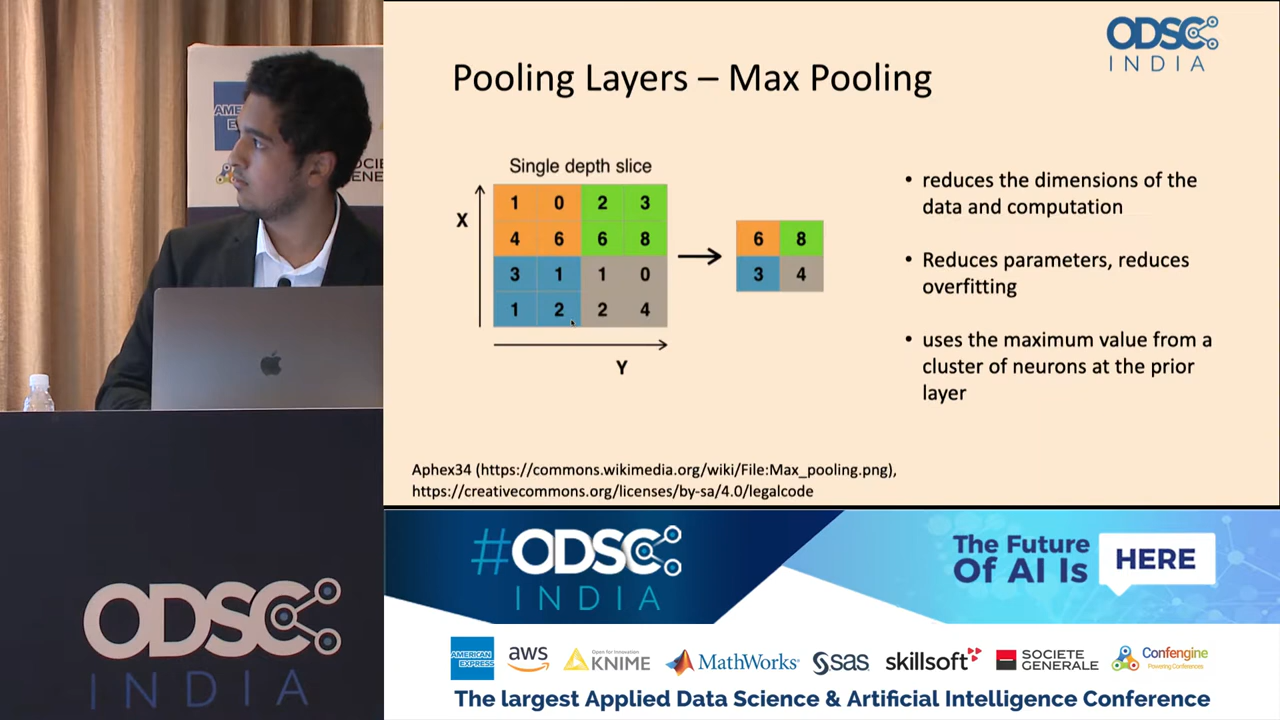 AME
E
OCIE
ENE
ODSC
INDIA
Pooling Layers – Max Pooling
Single depth slice
X
1 0 2 3
4 6 6 8
3 1 1 0
1 2 2 4
Y
6 8
3 4
• reduces the dimensions of the
data and computation
• Reduces parameters, reduces
overfitting
• uses the maximum value from a
cluster of neurons at the prior
layer
Aphex34 (https://commons.wikimedia.org/wiki/File:Max_pooling.png),
https://creativecommons.org/licenses/by-sa/4.0/legalcode
ODSC
INDIA
#ODSC
INDIA
The Future
Of AI Is
HERE
AMERICAN
EXPRESS
aws
Open for Innovation
KNIME
MathWorks®
sas
skillsoft
SOCIETE
GENERALE
Confengine
Powering Conferences
The largest Applied Data Science & Artificial Intelligence Conference